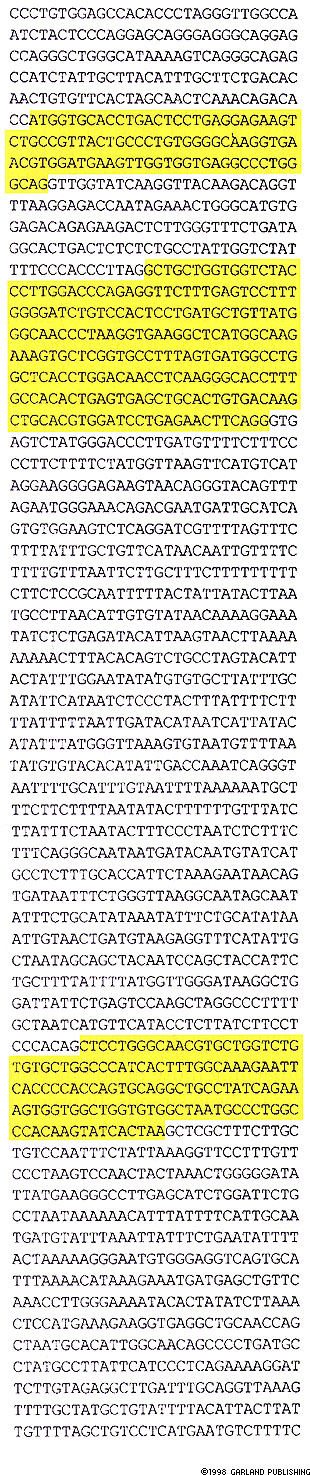 CCCTGTGGAGCCACACCCTAGGGTTGGCCA
ATCTACTCCCAGGAGCAGGGAGGGCAGGAG
CCAGGGCTGGGCATAAAAGTCAGGGCAGAG
CCATCTATTGCTTACATTTGCTTCTGACAC
AACTGTGTTCACTAGCAACTCAAACAGACA
CCATGGTGCACCTGACTCCTGAGGAGAAGT
CTGCCGTTACTGCCCTGTGGGGCAAGGTGA
ACGTGGATGAAGTTGGTGGTGAGGCCCTGG
GCAGGTTGGTATCAAGGTTACAAGACAGGT
TTAAGGAGACCAATAGAAACTGGGCATGTG
GAGACAGAGAAGACTCTTGGGTTTCTGATA
GGCACTGACTCTCTCTGCCTATTGGTCTAT
TTTCCCACCCTTAGGCTGCTGGTGGTCTAC
CCTTGGACCCAGAGGTTCTTTGAGTCCTTT
GGGGATCTGTCCACTCCTGATGCTGTTATG
GGCAACCCTAAGGTGAAGGCTCATGGCAAG
AAAGTGCTCGGTGCCTTTAGTGATGGCCTG
GCTCACCTGGACAACCTCAAGGGCACCTTT
GCCACACTGAGTGAGCTGCACTGTGACAAG
CTGCACGTGGATCCTGAGAACTTCAGGGTG
AGTCTATGGGACCCTTGATGTTTTCTTTCC
CCTTCTTTTCTATGGTTAAGTTCATGTCAT
AGGAAGGGGAGAAGTAACAGGGTACAGTTT
AGAATGGGAAACAGACGAATGATTGCATCA
GTGTGGAAGTCTCAGGATCGTTTTAGTTTC
TTTTATTTGCTGTTCATAACAATTGTTTTC
TTTTGTTTAATTCTTGCTTTCTTTTTTTTT
CTTCTCCGCAATTTTTACTATTATACTTAA
TGCCTTAACATTGTGTATAACAAAAGGAAA
TATCTCTGAGATACATTAAGTAACTTAAAA
AAAAACTTTACACAGTCTGCCTAGTACATT
ACTATTTGGAATATATGTGTGCTTATTTGC
ATATTCATAATCTCCCTACTTTATTTTCTT
TTATTTTTAATTGATACATAATCATTATAC
ATATTTATGGGTTAAAGTGTAATGTTTTAA
TATGTGTACACATATTGACCAAATCAGGGT
AATTTTGCATTTGTAATTTTAAAAAATGCT
TTCTTCTTTTAATATACTTTTTTGTTTATC
TTATTTCTAATACTTTCCCTAATCTCTTTC
TTTCAGGGCAATAATGATACAATGTATCAT
GCCTCTTTGCACCATTCTAAAGAATAACAG
TGATAATTTCTGGGTTAAGGCAATAGCAAT
ATTTCTGCATATAAATATTTCTGCATATAA
ATTGTAACTGATGTAAGAGGTTTCATATTG
CTAATAGCAGCTACAATCCAGCTACCATTC
TGCTTTTATTTTATGGTTGGGATAAGGCTG
GATTATTCTGAGTCCAAGCTAGGCCCTTTT
GCTAATCATGTTCATACCTCTTATCTTCCT
CCCACAGCTCCTGGGCAACGTGCTGGTCTG
TGTGCTGGCCCATCACTTTGGCAAAGAATT
CACCCCACCAGTGCAGGCTGCCTATCAGAA
AGTGGTGGCTGGTGTGGCTAATGCCCTGGC
CCACAAGTATCACTAAGCTCGCTTTCTTGC
TGTCCAATTTCTATTAAAGGTTCCTTTGTT
CCCTAAGTCCAACTACTAAACTGGGGGATA
TTATGAAGGGCCTTGAGCATCTGGATTCTG
CCTAATAAAAAACATTTATTTTCATTGCAA
TGATGTATTTAAATTATTTCTGAATATTTT
ACTAAAAAGGGAATGTGGGAGGTCAGTGCA
TTTAAAACATAAAGAAATGATGAGCTGTTC
AAACCTTGGGAAAATACACTATATCTTAAA
CTCCATGAAAGAAGGTGAGGCTGCAACCAG
CTAATGCACATTGGCAACAGCCCCTGATGC
CTATGCCTTATTCATCCCTCAGAAAAGGAT
TCTTGTAGAGGCTTGATTTGCAGGTTAAAG
TTTTGCTATGCTGTATTTTACATTACTTAT
TGTTTTAGCTGTCCTCATGAATGTCTTTTC
©1998 GARLAND PUBLISHING